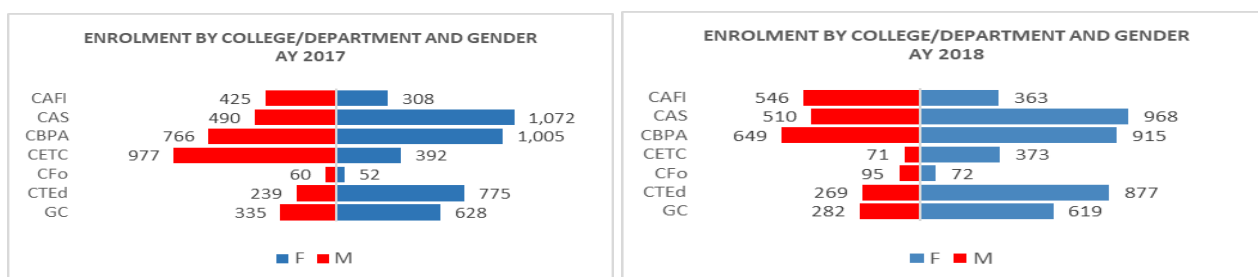 ENROLMENT BY COLLEGE/DEPARTMENT AND GENDER
AY 2017
CAFI 425 308
CAS 490 1,072
CBPA 766 1,005
CETC 977 392
CFo 60 52
CTEd 239 775
GC 335 628
F M
ENROLMENT BY COLLEGE/DEPARTMENT AND GENDER
AY 2018
CAFI 546 363
CAS 510 968
CBPA 649 915
CETC 71 373
CFo 95 72
CTEd 269 877
GC 282 619
F M